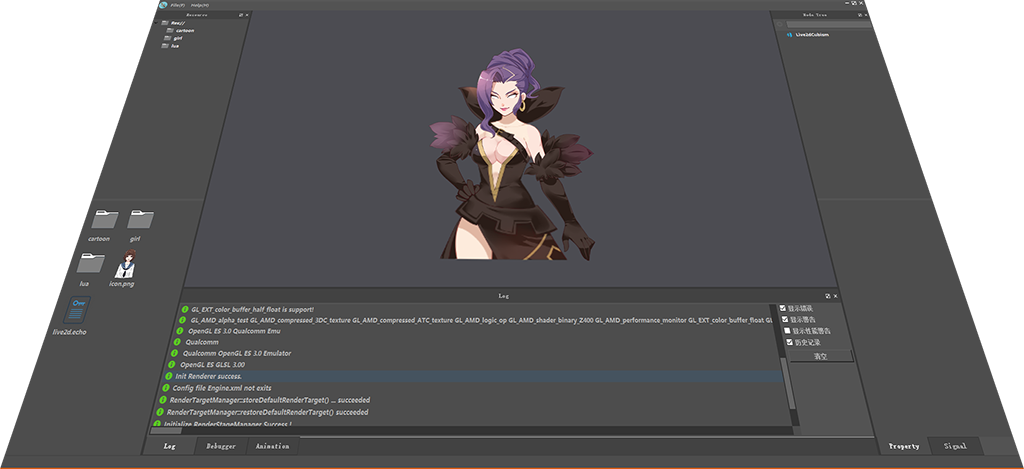 File(F) Help(H)
Resource
Node Tree
Res://
cartoon
girl
lua
Live2dCubism
cartoon
girl
lua
icon.png
live2d.echo
Log
GL_EXT_color_buffer_half_float is support!
GL_AMD_alpha_test GL_AMD_compressed_3DC_texture GL_AMD_compressed_ATC_texture GL_AMD_logic_op GL_AMD_shader_binary_Z400 GL_AMD_performance_monitor GL_EXT_color_buffer_float GL
OpenGL ES 3.0 Qualcomm Emu
Qualcomm
Qualcomm OpenGL ES 3.0 Emulator
OpenGL ES GLSL 3.00
Init Renderer success.
Config file Engine.xml not exits
RenderTargetManager::storeDefaultRenderTarget() ... succeeded
RenderTargetManager::restoreDefaultRenderTarget() succeeded
Initialize RenderStageManager Success !
显示错误
显示警告
显示性能警告
历史记录
清空
Log
Debugger
Animation
Property
Signal